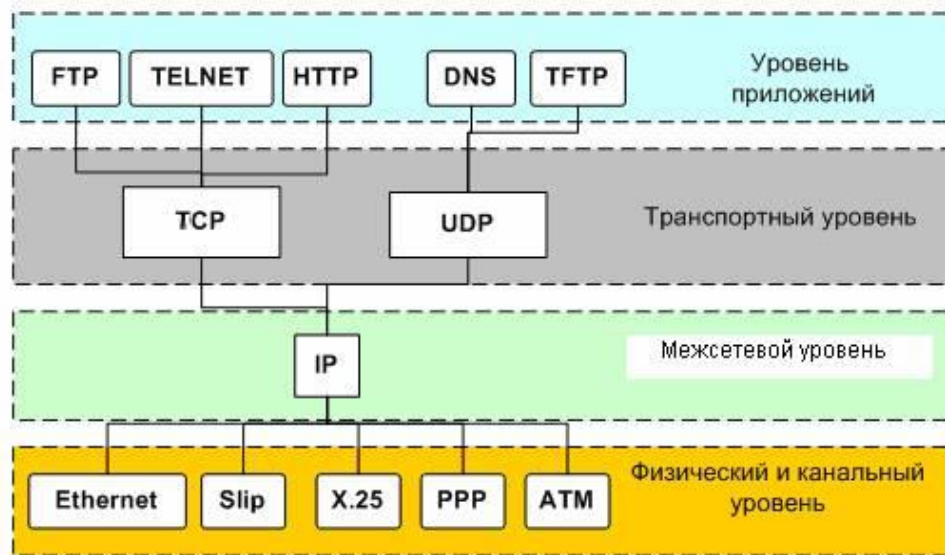 FTP TELNET HTTP DNS TFTP
Уровень
приложений
TCP UDP Транспортный уровень
IP Межсетевой уровень
Физический и канальный
уровень
Ethernet Slip X.25 PPP ATM